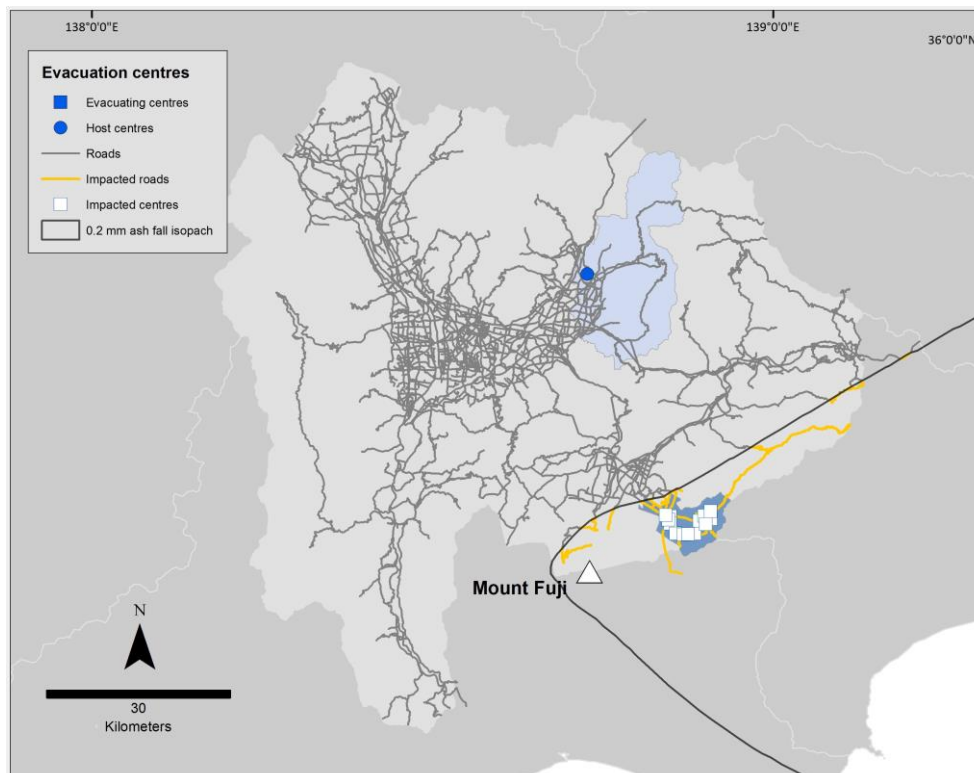 138°0'0"E
139°0'0"E
36°0'0"N
Evacuation centres
Evacuating centres
Host centres
Roads
Impacted roads
Impacted centres
0.2 mm ash fall isopach
Mount Fuji
N
30
Kilometers